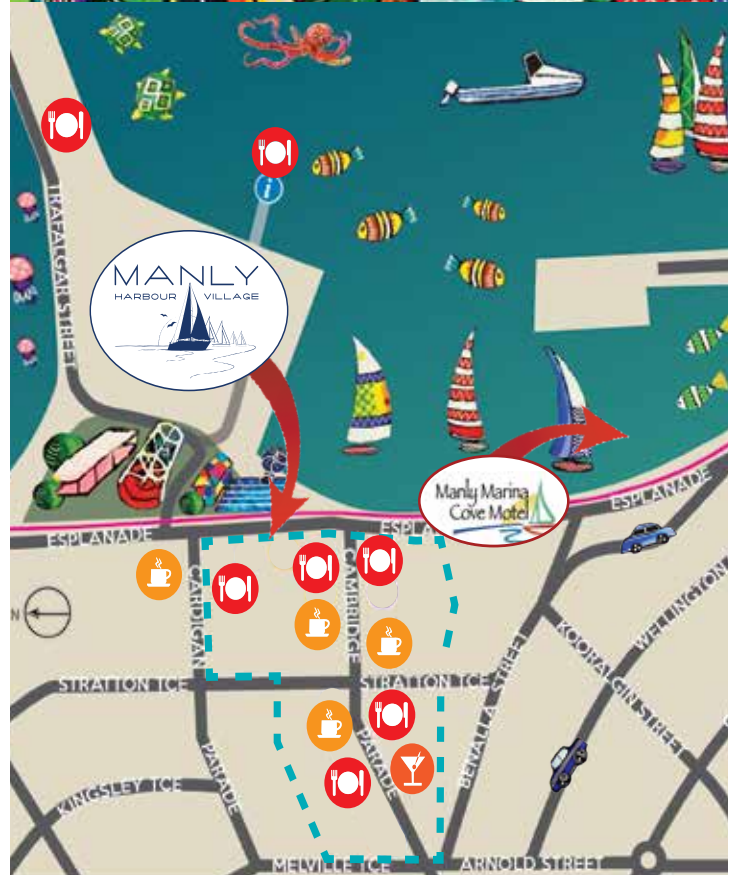 i
TRAFALGAR STREET
MANLY
HARBOUR VILLAGE
Manly Marina
Cove Motel
ESPLANADE
ESPLANADE
ESPLA
CARDIGAN
PARADE
CAMBRIDGE
PARADE
N
STRATTON TCE
STRATTON TCE
BENALLA STREET
KOORALGIN STREET
WELLINGTON
KINGSLEY TCE
MELVILLE TCE
ARNOLD STREET